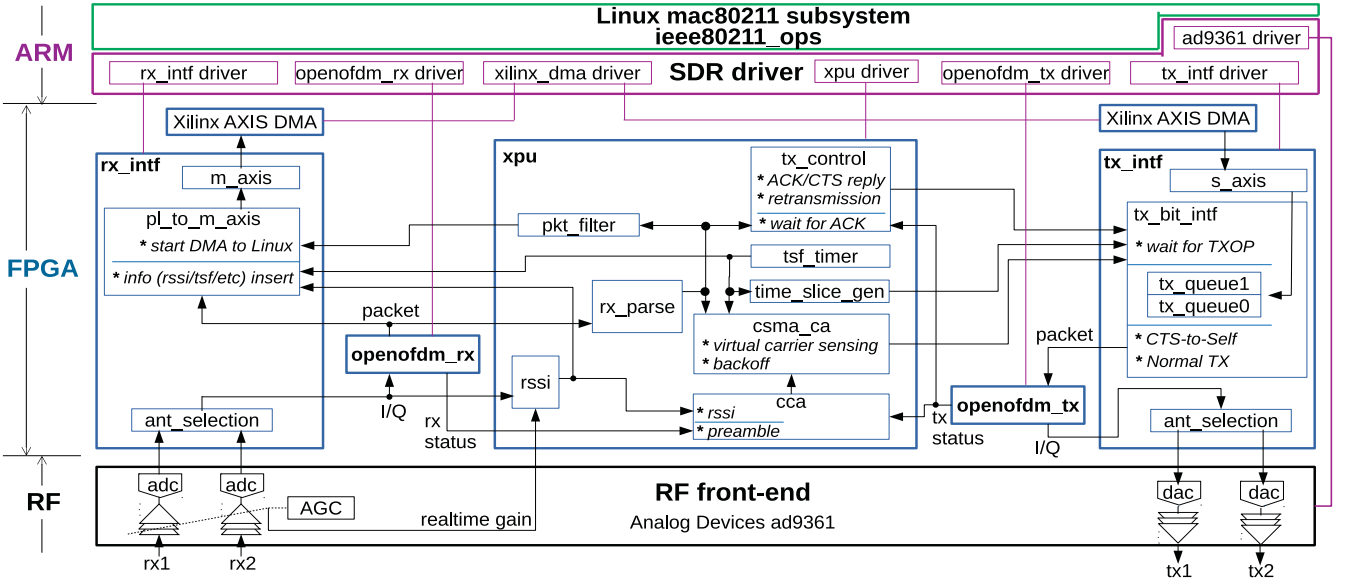 Linux mac80211 subsystem
ieee80211_ops
ad9361 driver
ARM
rx_intf driver
openofdm_rx driver
xilinx_dma driver
SDR driver
xpu driver
openofdm_tx driver
tx_intf driver
FPGA
Xilinx AXIS DMA
Xilinx AXIS DMA
rx_intf
m_axis
pl_to_m_axis
* start DMA to Linux
* info (rssi/tsf/etc) insert
packet
openofdm_rx
I/Q
rx
status
ant_selection
xpu
tx_control
* ACK/CTS reply
* retransmission
* wait for ACK
pkt_filter
tsf_timer
time_slice_gen
rx_parse
csma_ca
* virtual carrier sensing
* backoff
rssi
cca
* rssi
* preamble
tx_intf
s_axis
tx_bit_intf
* wait for TXOP
tx_queue1
tx_queue0
* CTS-to-Self
* Normal TX
packet
openofdm_tx
tx
status
I/Q
ant_selection
RF
adc
adc
AGC
realtime gain
RF front-end
Analog Devices ad9361
dac
dac
rx1
rx2
tx1
tx2